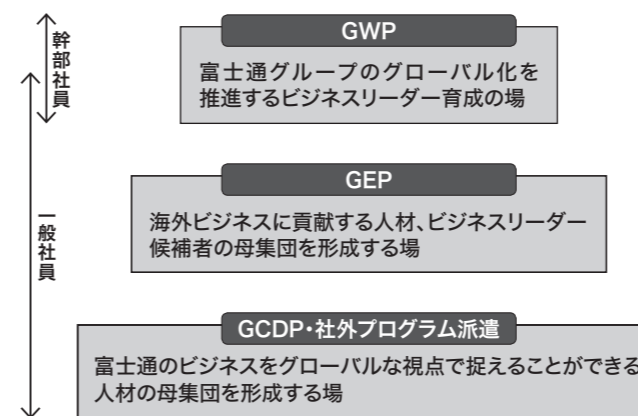 幹部社員
GWP
富士通グループのグローバル化を
推進するビジネスリーダー育成の場
一般社員
GEP
海外ビジネスに貢献する人材、ビジネスリーダー
候補者の母集団を形成する場
GCDP・社外プログラム派遣
富士通のビジネスをグローバルな視点で捉えることができる
人材の母集団を形成する場